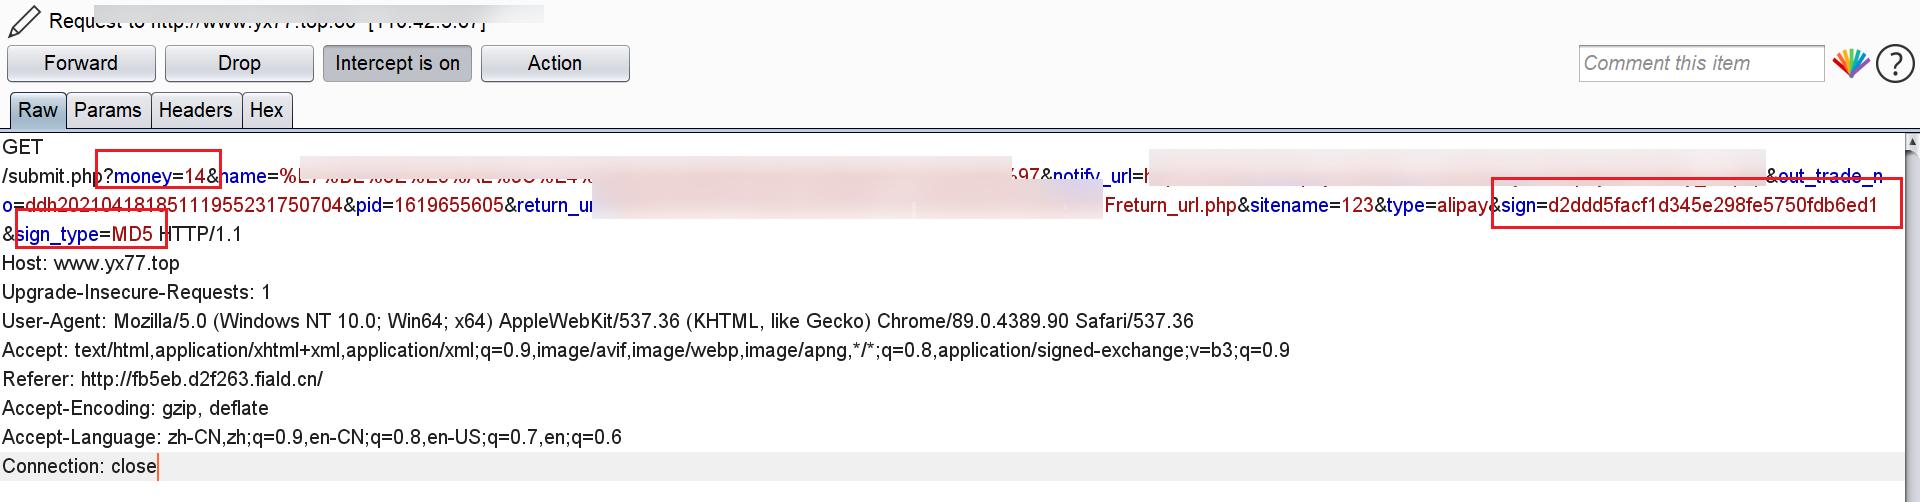 Request to http://www.yx77.top:80
Forward Drop Intercept is on Action Comment this item ?
Raw Params Headers Hex
GET
/submit.php?money=14&name= 97&notify_url=h &out_trade_n
o=ddh20210418185111955231750704&pid=1619655605&return_u Freturn_url.php&sitename=123&type=alipay&sign=d2ddd5facf1d345e298fe5750fdb6ed1
&sign_type=MD5 HTTP/1.1
Host: www.yx77.top
Upgrade-Insecure-Requests: 1
User-Agent: Mozilla/5.0 (Windows NT 10.0; Win64; x64) AppleWebKit/537.36 (KHTML, like Gecko) Chrome/89.0.4389.90 Safari/537.36
Accept: text/html,application/xhtml+xml,application/xml;q=0.9,image/avif,image/webp,image/apng,*/*;q=0.8,application/signed-exchange;v=b3;q=0.9
Referer: http://fb5eb.d2f263.fiald.cn/
Accept-Encoding: gzip, deflate
Accept-Language: zh-CN,zh;q=0.9,en-CN;q=0.8,en-US;q=0.7,en;q=0.6
Connection: close